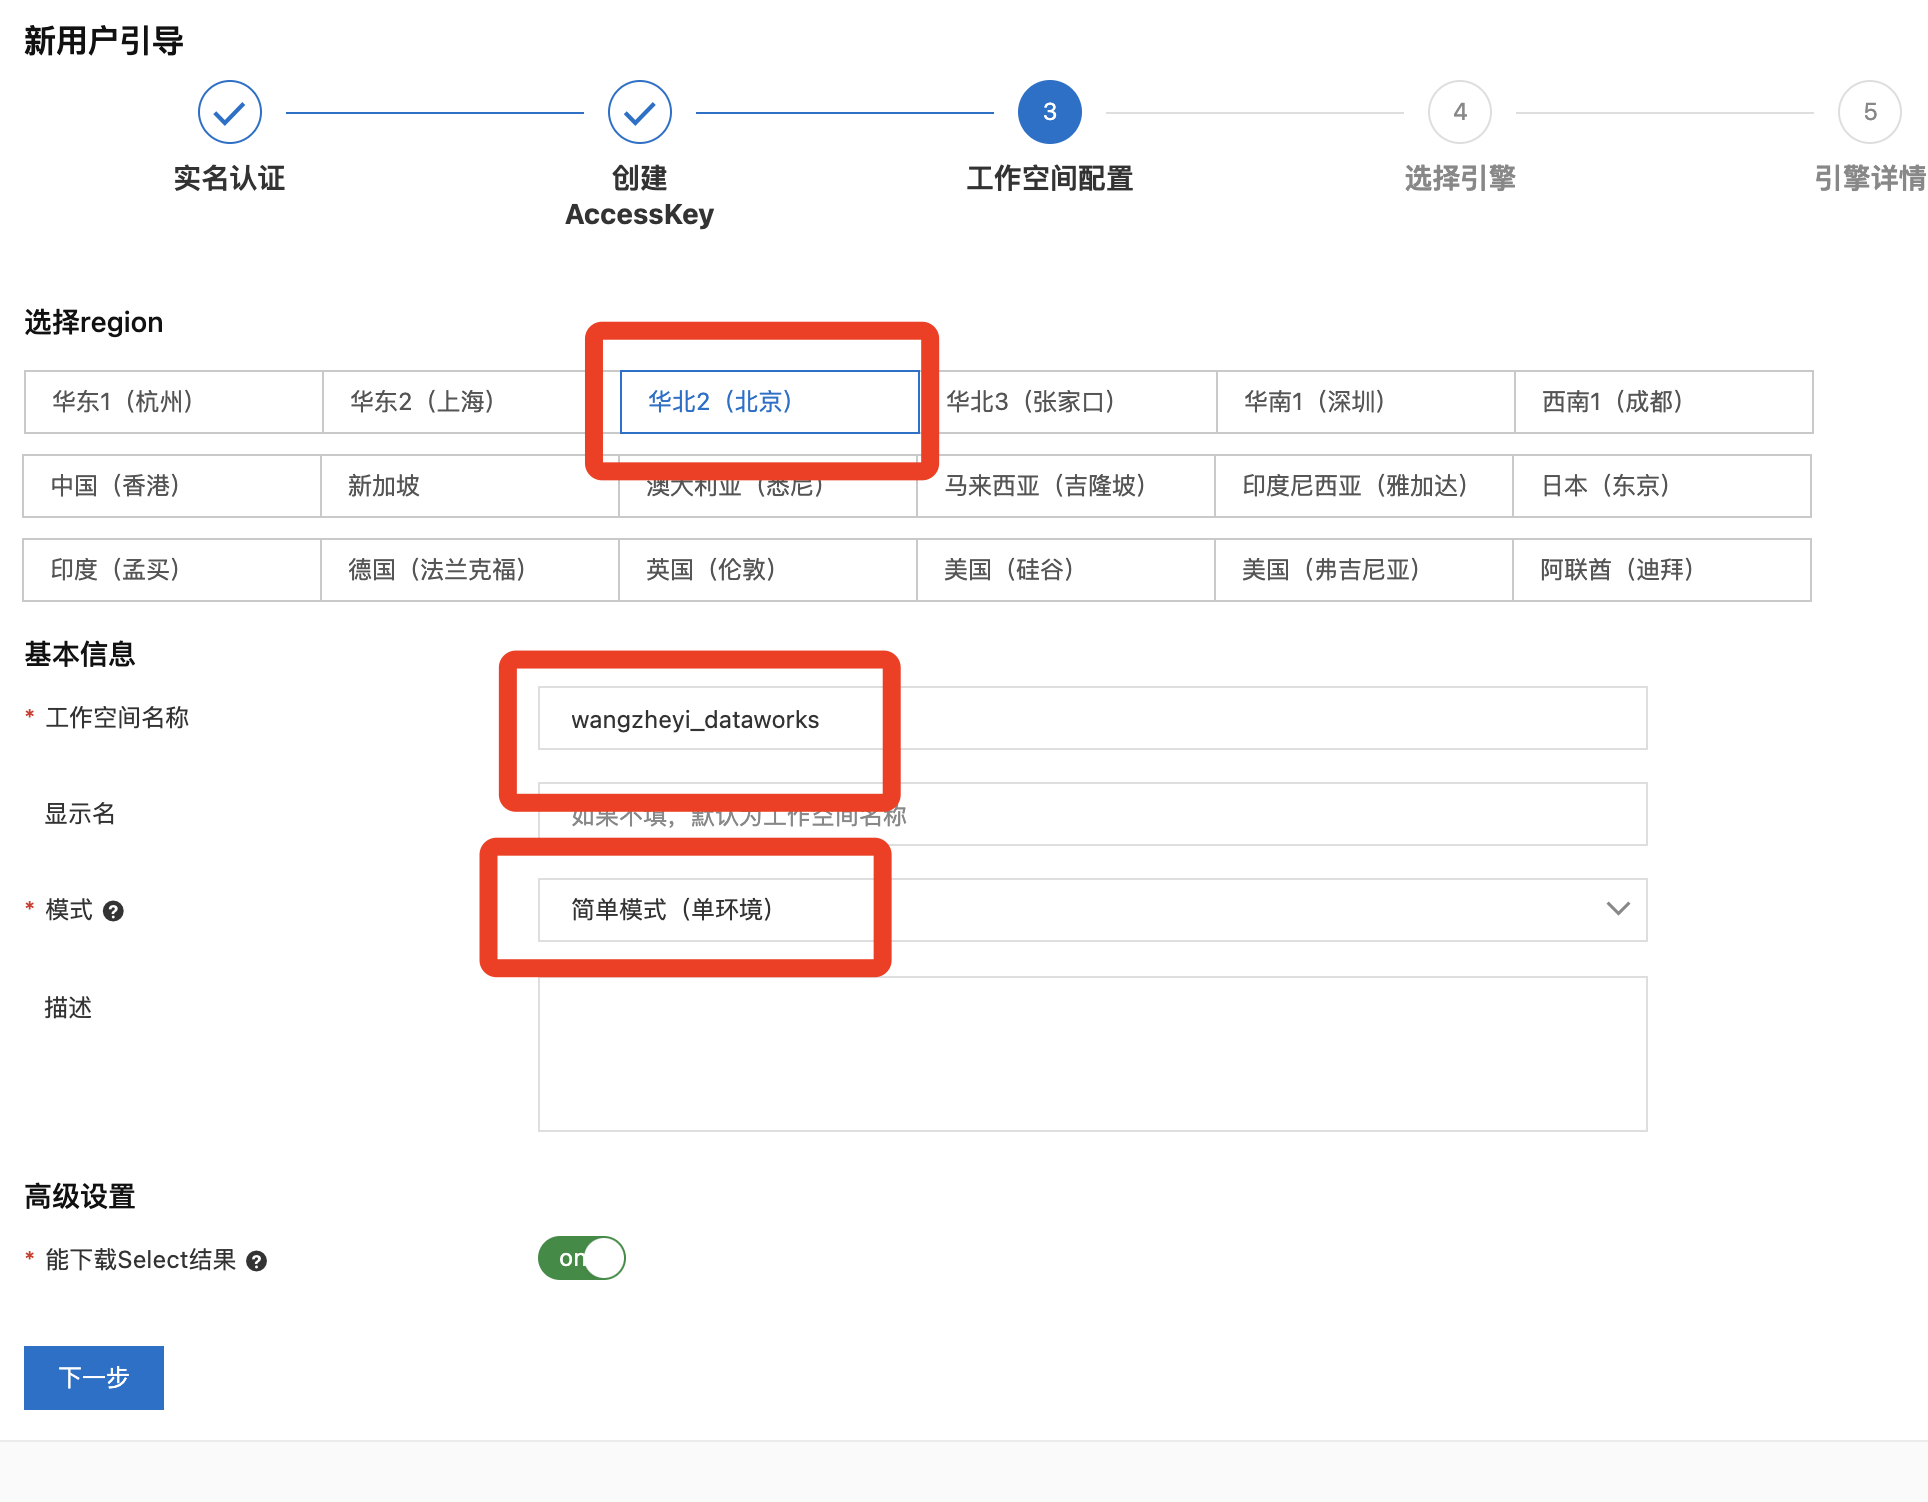 新用户引导
3
4
5
实名认证
创建
AccessKey
工作空间配置
选择引擎
引擎详情
选择region
华东1（杭州）
华东2（上海）
华北2（北京）
华北3（张家口）
华南1（深圳）
西南1（成都）
中国（香港）
新加坡
澳大利亚（悉尼）
马来西亚（吉隆坡）
印度尼西亚（雅加达）
日本（东京）
印度（孟买）
德国（法兰克福）
英国（伦敦）
美国（硅谷）
美国（弗吉尼亚）
阿联酋（迪拜）
基本信息
* 工作空间名称
wangzheyi_dataworks
显示名
如果不填，默认为工作空间名称
* 模式 ?
简单模式（单环境）
描述
高级设置
* 能下载Select结果 ?
on
下一步